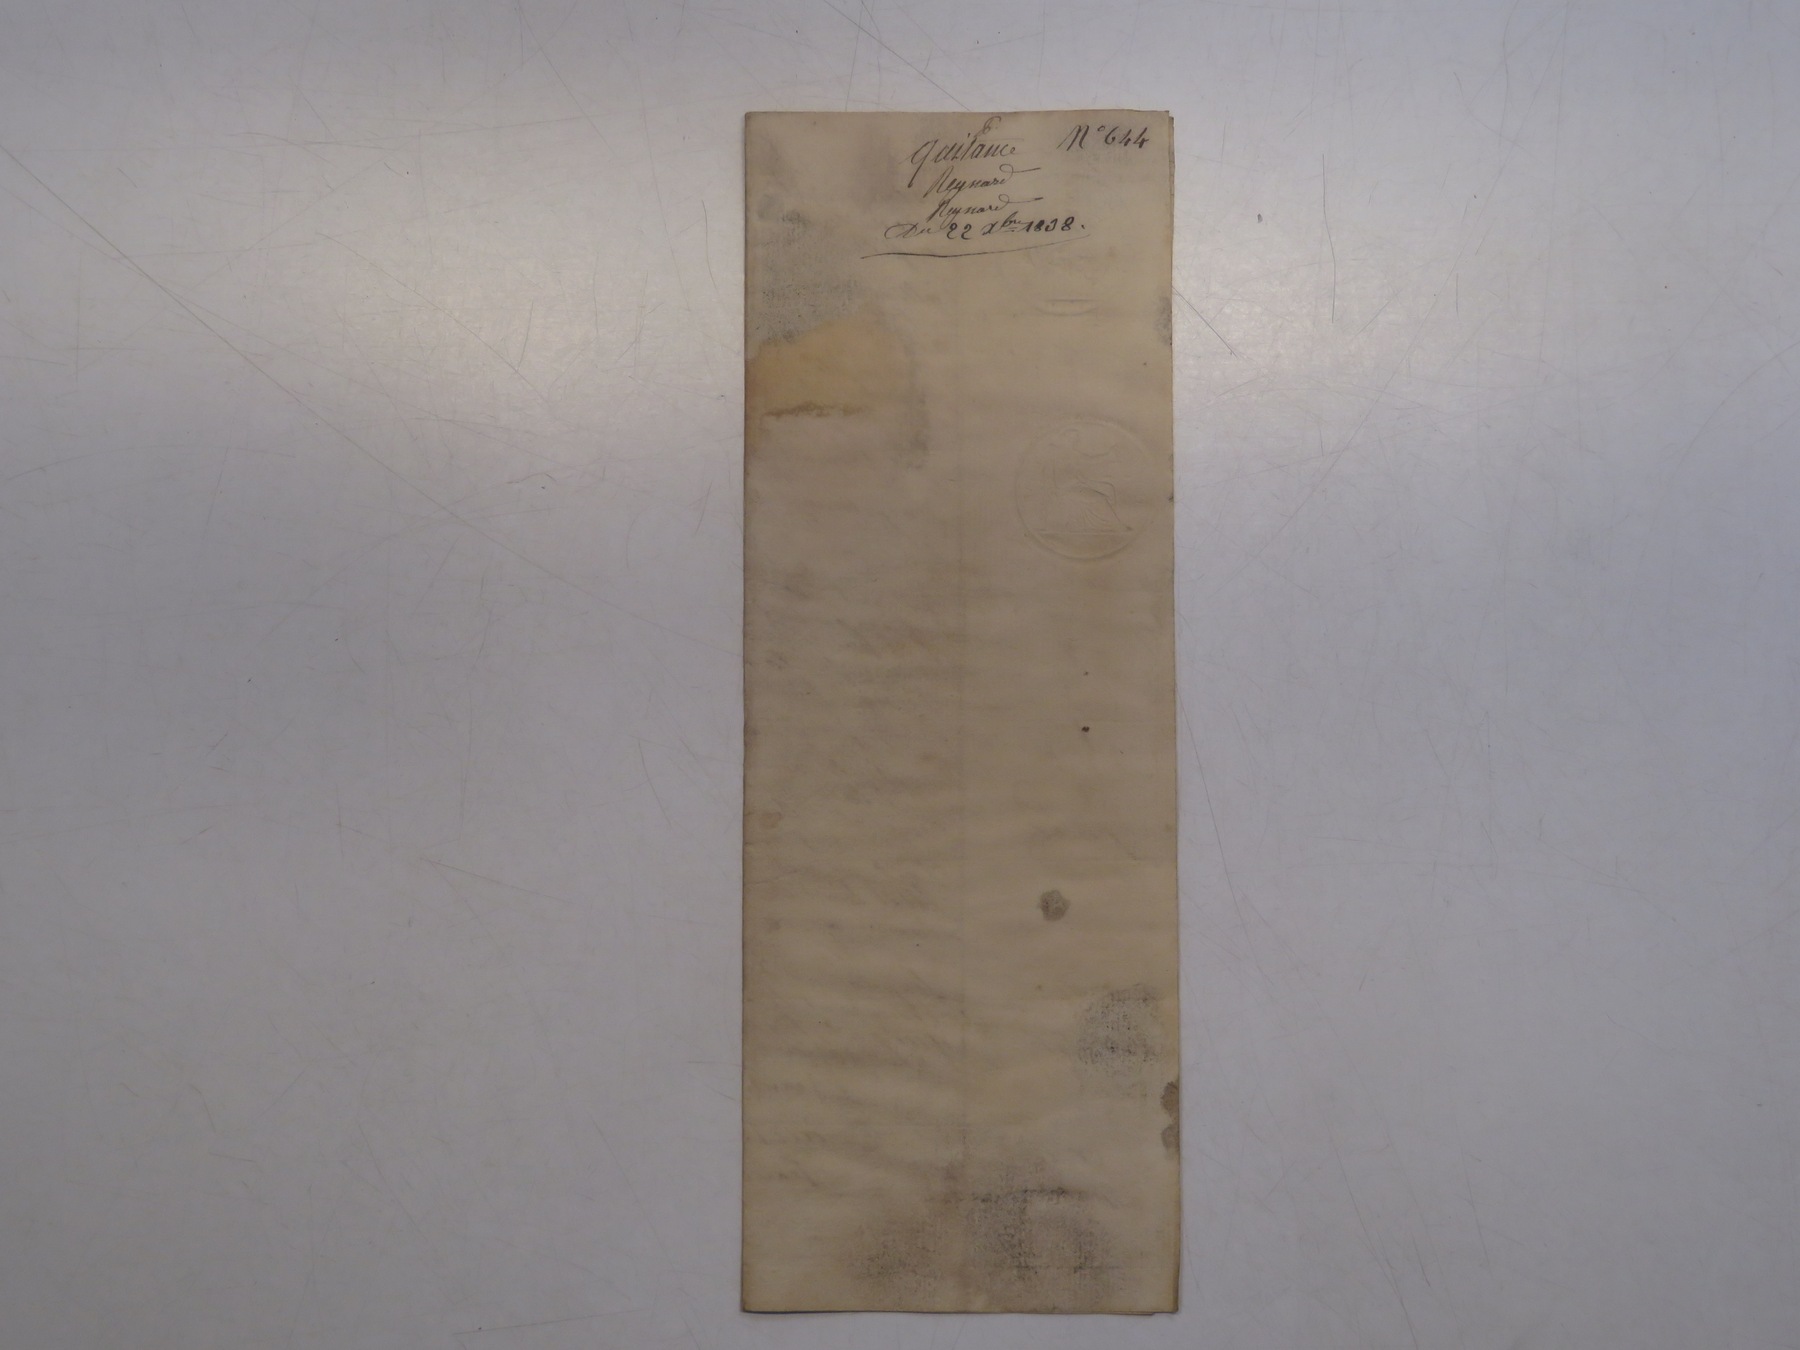 Quittance N° 644
Reynard
Reynard
Du 22 Xbre 1838.